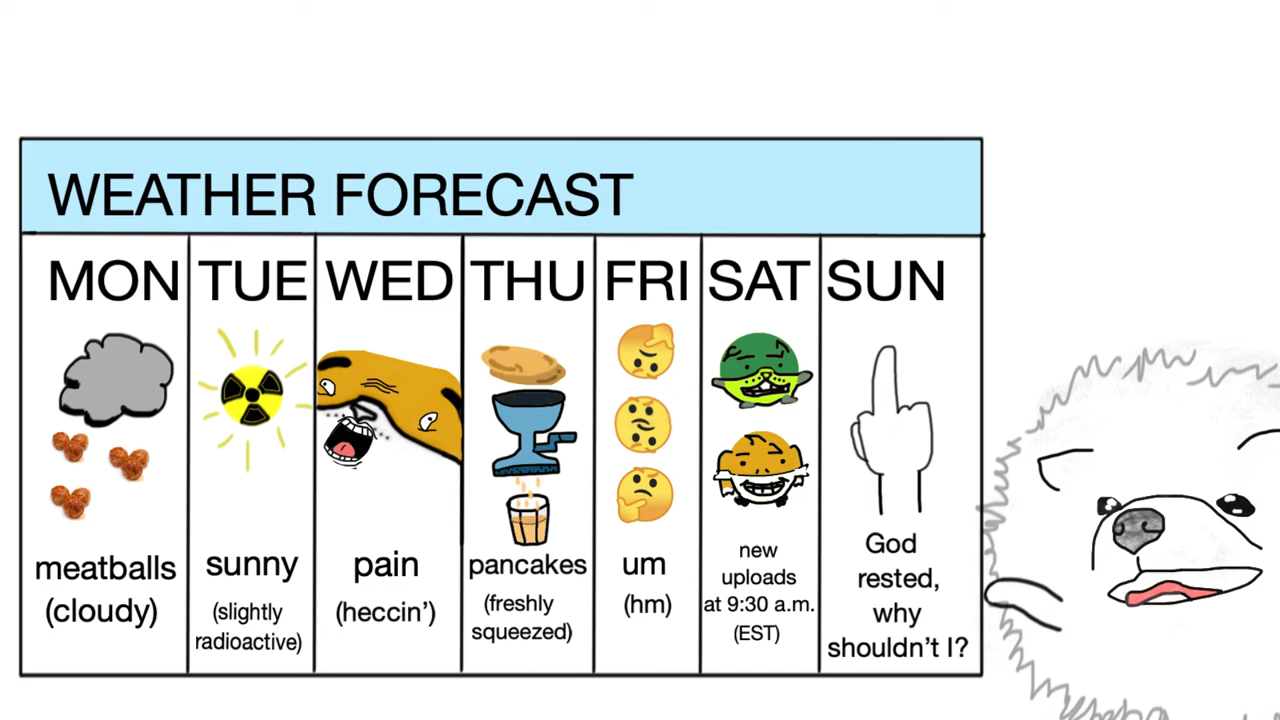 WEATHER FORECAST
MON TUE WED THU FRI SAT SUN
meatballs
(cloudy)
sunny
(slightly
radioactive)
pain
(heccin’)
pancakes
(freshly
squeezed)
um
(hm)
new
uploads
at 9:30 a.m.
(EST)
God
rested,
why
shouldn’t I?